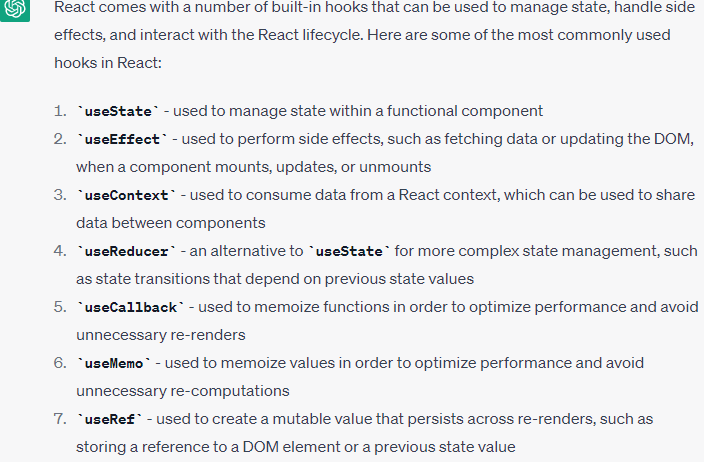 React comes with a number of built-in hooks that can be used to manage state, handle side
effects, and interact with the React lifecycle. Here are some of the most commonly used
hooks in React:
1. `useState` - used to manage state within a functional component
2. `useEffect` - used to perform side effects, such as fetching data or updating the DOM,
when a component mounts, updates, or unmounts
3. `useContext` - used to consume data from a React context, which can be used to share
data between components
4. `useReducer` - an alternative to `useState` for more complex state management, such
as state transitions that depend on previous state values
5. `useCallback` - used to memoize functions in order to optimize performance and avoid
unnecessary re-renders
6. `useMemo` - used to memoize values in order to optimize performance and avoid
unnecessary re-computations
7. `useRef` - used to create a mutable value that persists across re-renders, such as
storing a reference to a DOM element or a previous state value